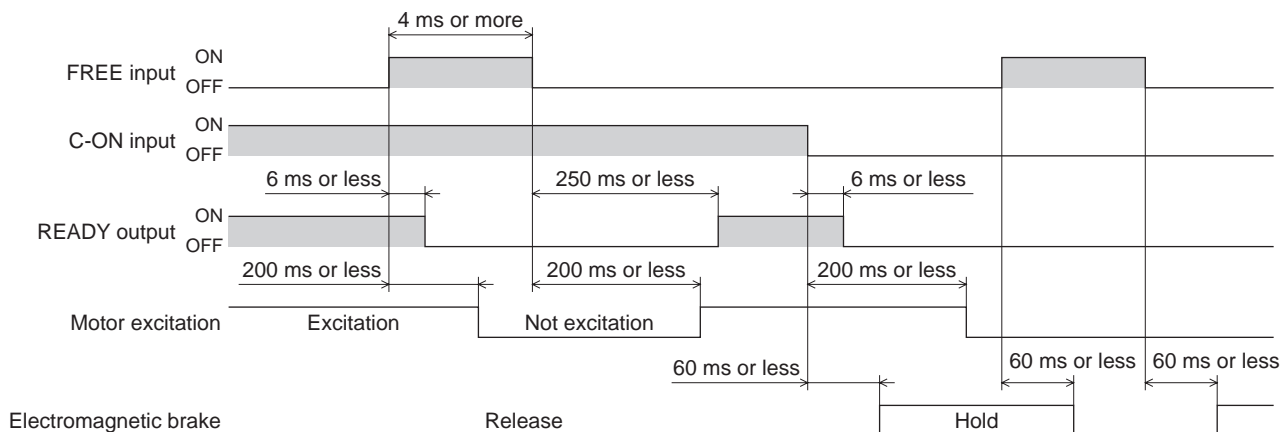 4 ms or more
FREE input
ON
OFF
C-ON input
ON
OFF
6 ms or less
250 ms or less
6 ms or less
READY output
ON
OFF
200 ms or less
200 ms or less
200 ms or less
Motor excitation
Excitation
Not excitation
60 ms or less
60 ms or less
60 ms or less
Electromagnetic brake
Release
Hold